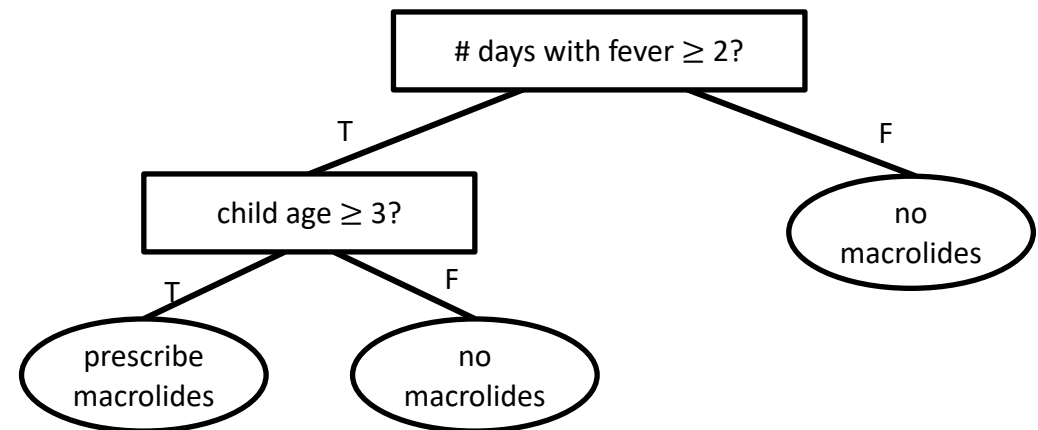 # days with fever ≥ 2?
T
F
child age ≥ 3?
no
macrolides
T
F
prescribe
macrolides
no
macrolides